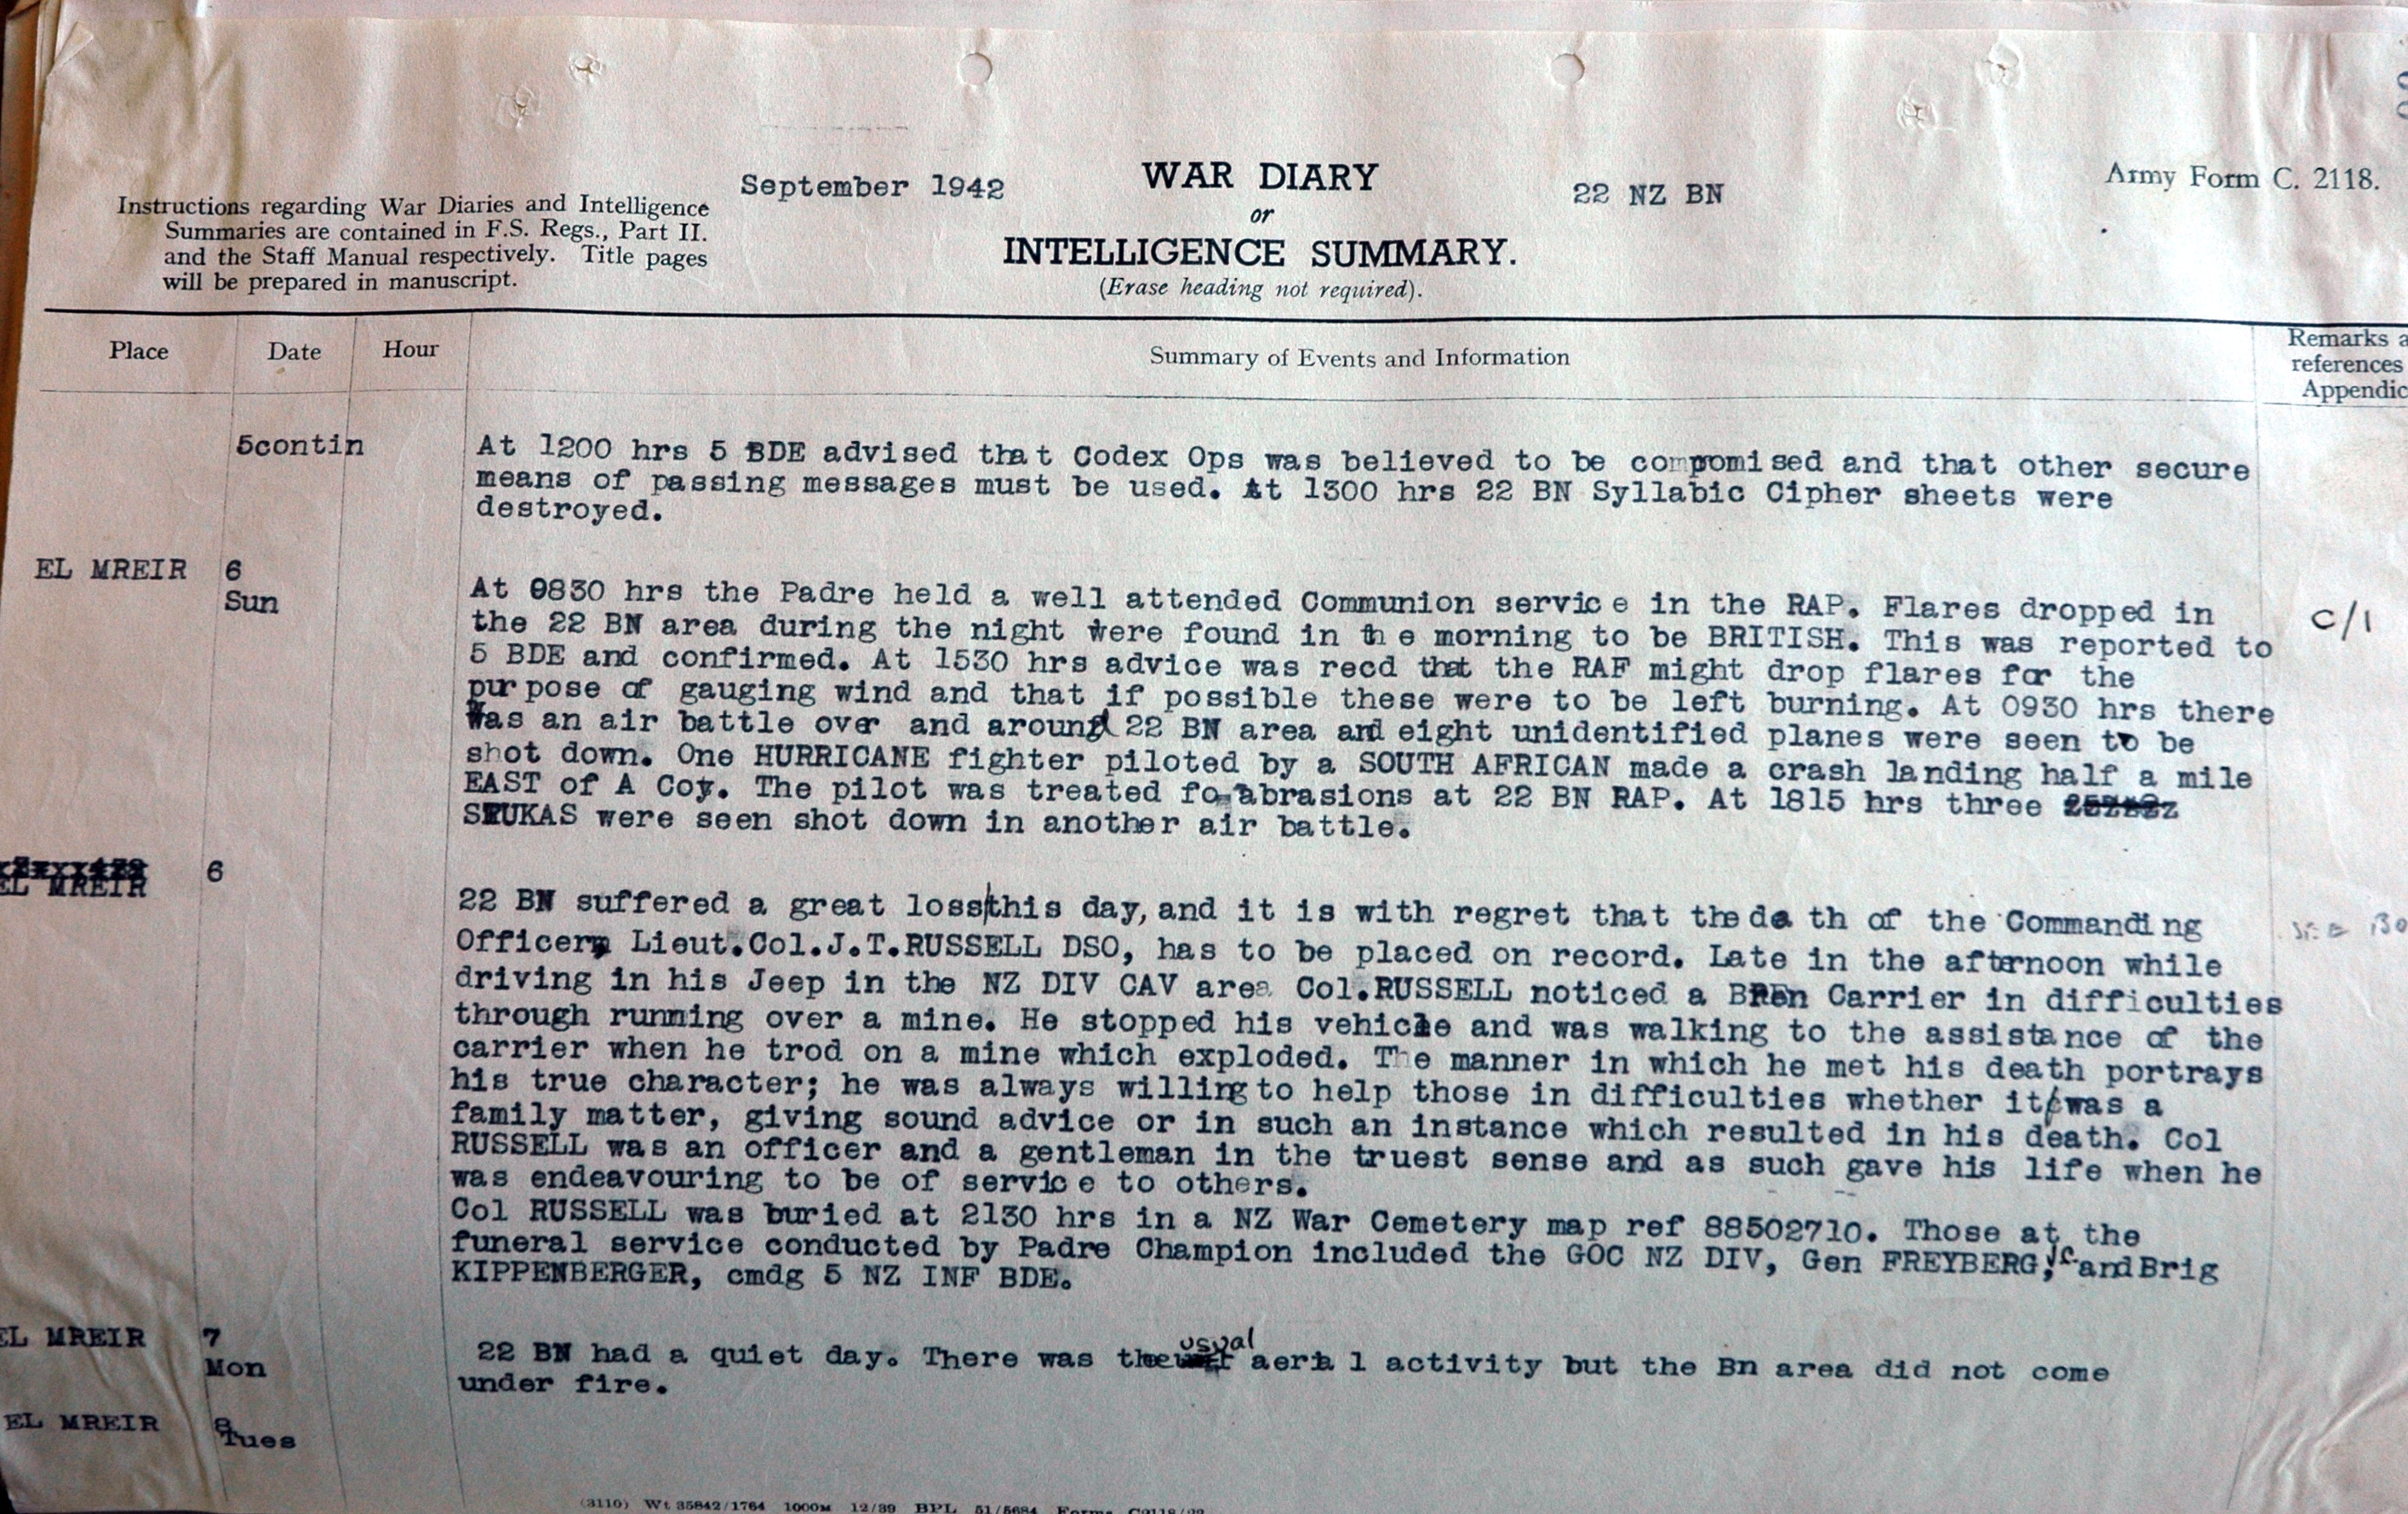 September 1942
WAR DIARY
or
INTELLIGENCE SUMMARY.
(Erase heading not required).
22 NZ BN
Army Form C. 2118.
Instructions regarding War Diaries and Intelligence
Summaries are contained in F.S. Regs., Part II.
and the Staff Manual respectively. Title pages
will be prepared in manuscript.
Place Date Hour Summary of Events and Information Remarks a
references
Appendic
5contin At 1200 hrs 5 BDE advised that Codex Ops was believed to be compromised and that other secure
means of passing messages must be used. At 1300 hrs 22 BN Syllabic Cipher sheets were
destroyed.
EL MREIR 6
Sun
At 0830 hrs the Padre held a well attended Communion service in the RAP. Flares dropped in C/1
the 22 BN area during the night were found in the morning to be BRITISH. This was reported to
5 BDE and confirmed. At 1530 hrs advice was recd that the RAF might drop flares for the
purpose of gauging wind and that if possible these were to be left burning. At 0930 hrs there
was an air battle over and around 22 BN area and eight unidentified planes were seen to be
shot down. One HURRICANE fighter piloted by a SOUTH AFRICAN made a crash landing half a mile
EAST of A Coy. The pilot was treated fo abrasions at 22 BN RAP. At 1815 hrs three
STUKAS were seen shot down in another air battle.
EL MREIR 6
22 BN suffered a great loss this day, and it is with regret that the death of the Commanding
Officer, Lieut.Col.J.T.RUSSELL DSO, has to be placed on record. Late in the afternoon while
driving in his Jeep in the NZ DIV CAV area Col.RUSSELL noticed a BREn Carrier in difficulties
through running over a mine. He stopped his vehicle and was walking to the assistance of the
carrier when he trod on a mine which exploded. The manner in which he met his death portrays
his true character; he was always willing to help those in difficulties whether it was a
family matter, giving sound advice or in such an instance which resulted in his death. Col
RUSSELL was an officer and a gentleman in the truest sense and as such gave his life when he
was endeavouring to be of service to others.
Col RUSSELL was buried at 2130 hrs in a NZ War Cemetery map ref 88502710. Those at the
funeral service conducted by Padre Champion included the GOC NZ DIV, Gen FREYBERG, and Brig
KIPPENBERGER, cmdg 5 NZ INF BDE.
EL MREIR 7
Mon
22 BN had a quiet day. There was the usual aerial activity but the Bn area did not come
under fire.
EL MREIR 8
Tues
(3110) Wt 35842/1764 1000M 12/39 BPL 51/5684 Forms C2118/22